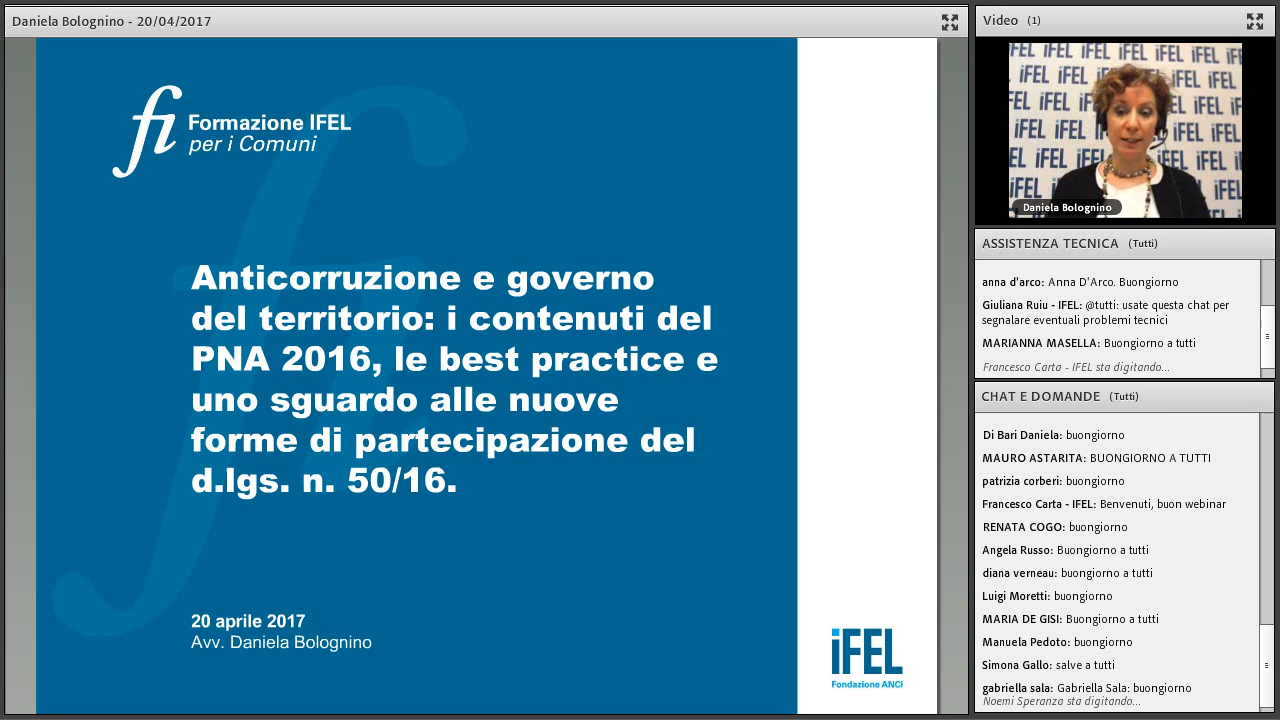 Daniela Bolognino - 20/04/2017
fi Formazione IFEL
per i Comuni
Anticorruzione e governo
del territorio: i contenuti del
PNA 2016, le best practice e
uno sguardo alle nuove
forme di partecipazione del
d.lgs. n. 50/16.
20 aprile 2017
Avv. Daniela Bolognino
iFEL
Fondazione ANCI
Video (1)
Daniela Bolognino
ASSISTENZA TECNICA (Tutti)
anna d'arco: Anna D'Arco. Buongiorno
Giuliana Ruiu - IFEL: @tutti: usate questa chat per
segnalare eventuali problemi tecnici
MARIANNA MASELLA: Buongiorno a tutti
Francesco Carta - IFEL sta digitando...
CHAT E DOMANDE (Tutti)
Di Bari Daniela: buongiorno
MAURO ASTARITA: BUONGIORNO A TUTTI
patrizia corberi: buongiorno
Francesco Carta - IFEL: Benvenuti, buon webinar
RENATA COGO: buongiorno
Angela Russo: Buongiorno a tutti
diana verneau: buongiorno a tutti
Luigi Moretti: buongiorno
MARIA DE GISI: Buongiorno a tutti
Manuela Pedoto: buongiorno
Simona Gallo: salve a tutti
gabriella sala: Gabriella Sala: buongiorno
Noemi Speranza sta digitando...